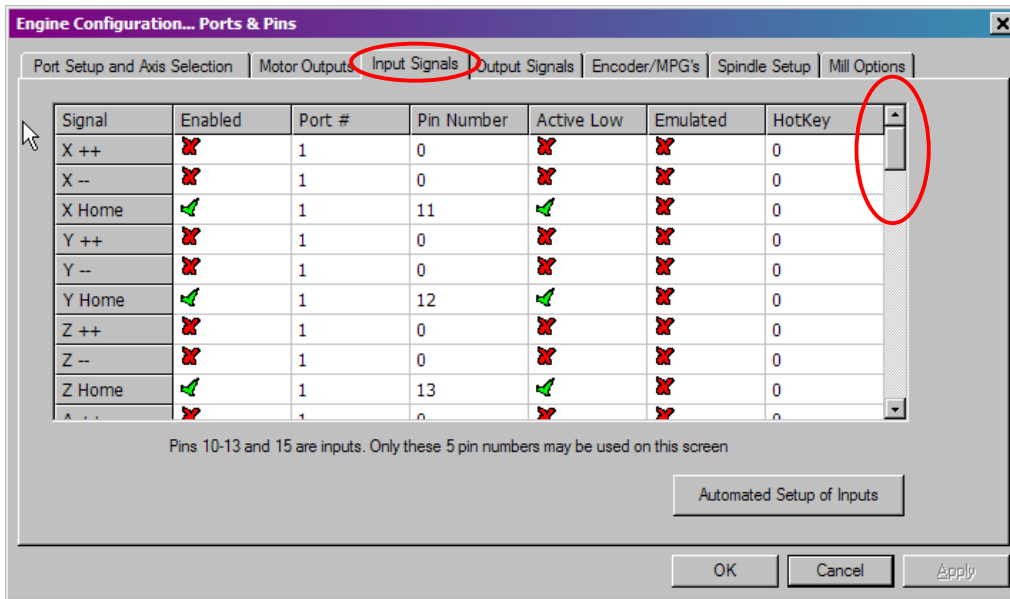 Engine Configuration... Ports & Pins
Port Setup and Axis Selection Motor Outputs Input Signals Output Signals Encoder/MPG's Spindle Setup Mill Options
Signal Enabled Port # Pin Number Active Low Emulated HotKey
X ++ 1 0 0
X -- 1 0 0
X Home 1 11 0
Y ++ 1 0 0
Y -- 1 0 0
Y Home 1 12 0
Z ++ 1 0 0
Z -- 1 0 0
Z Home 1 13 0
Pins 10-13 and 15 are inputs. Only these 5 pin numbers may be used on this screen
Automated Setup of Inputs
OK Cancel Apply